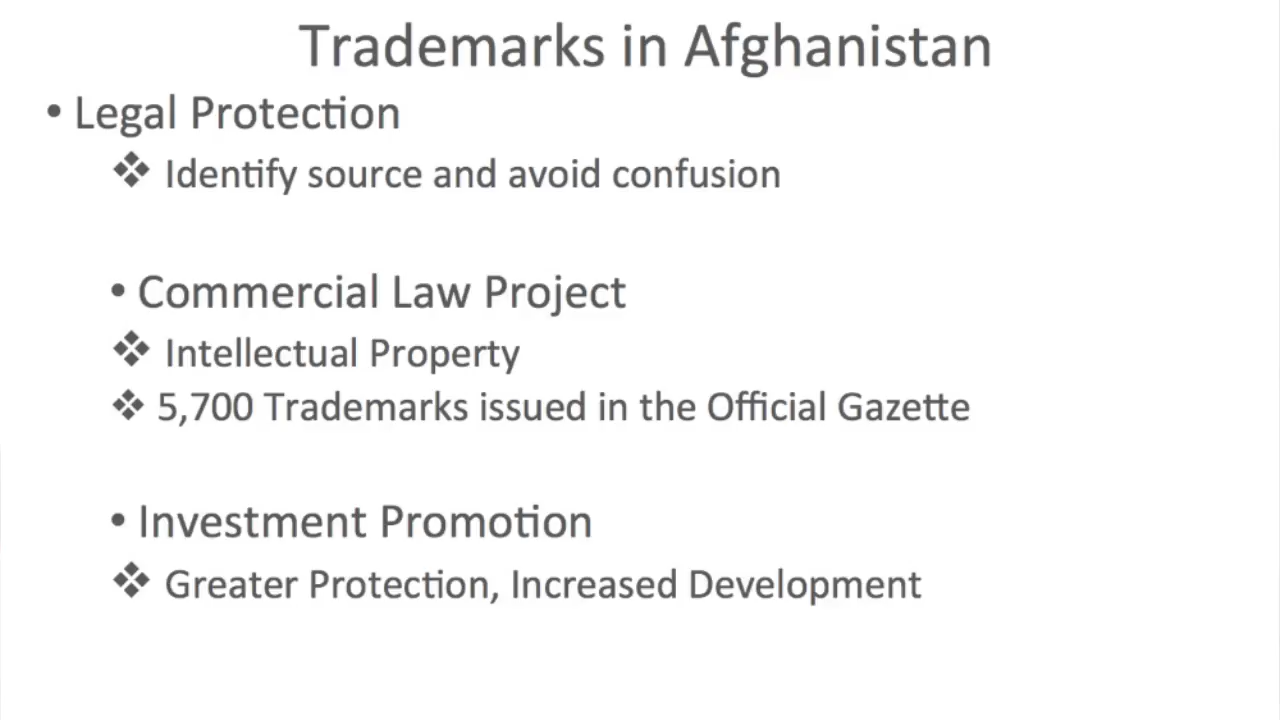 Trademarks in Afghanistan
• Legal Protection
❖ Identify source and avoid confusion
• Commercial Law Project
❖ Intellectual Property
❖ 5,700 Trademarks issued in the Official Gazette
• Investment Promotion
❖ Greater Protection, Increased Development